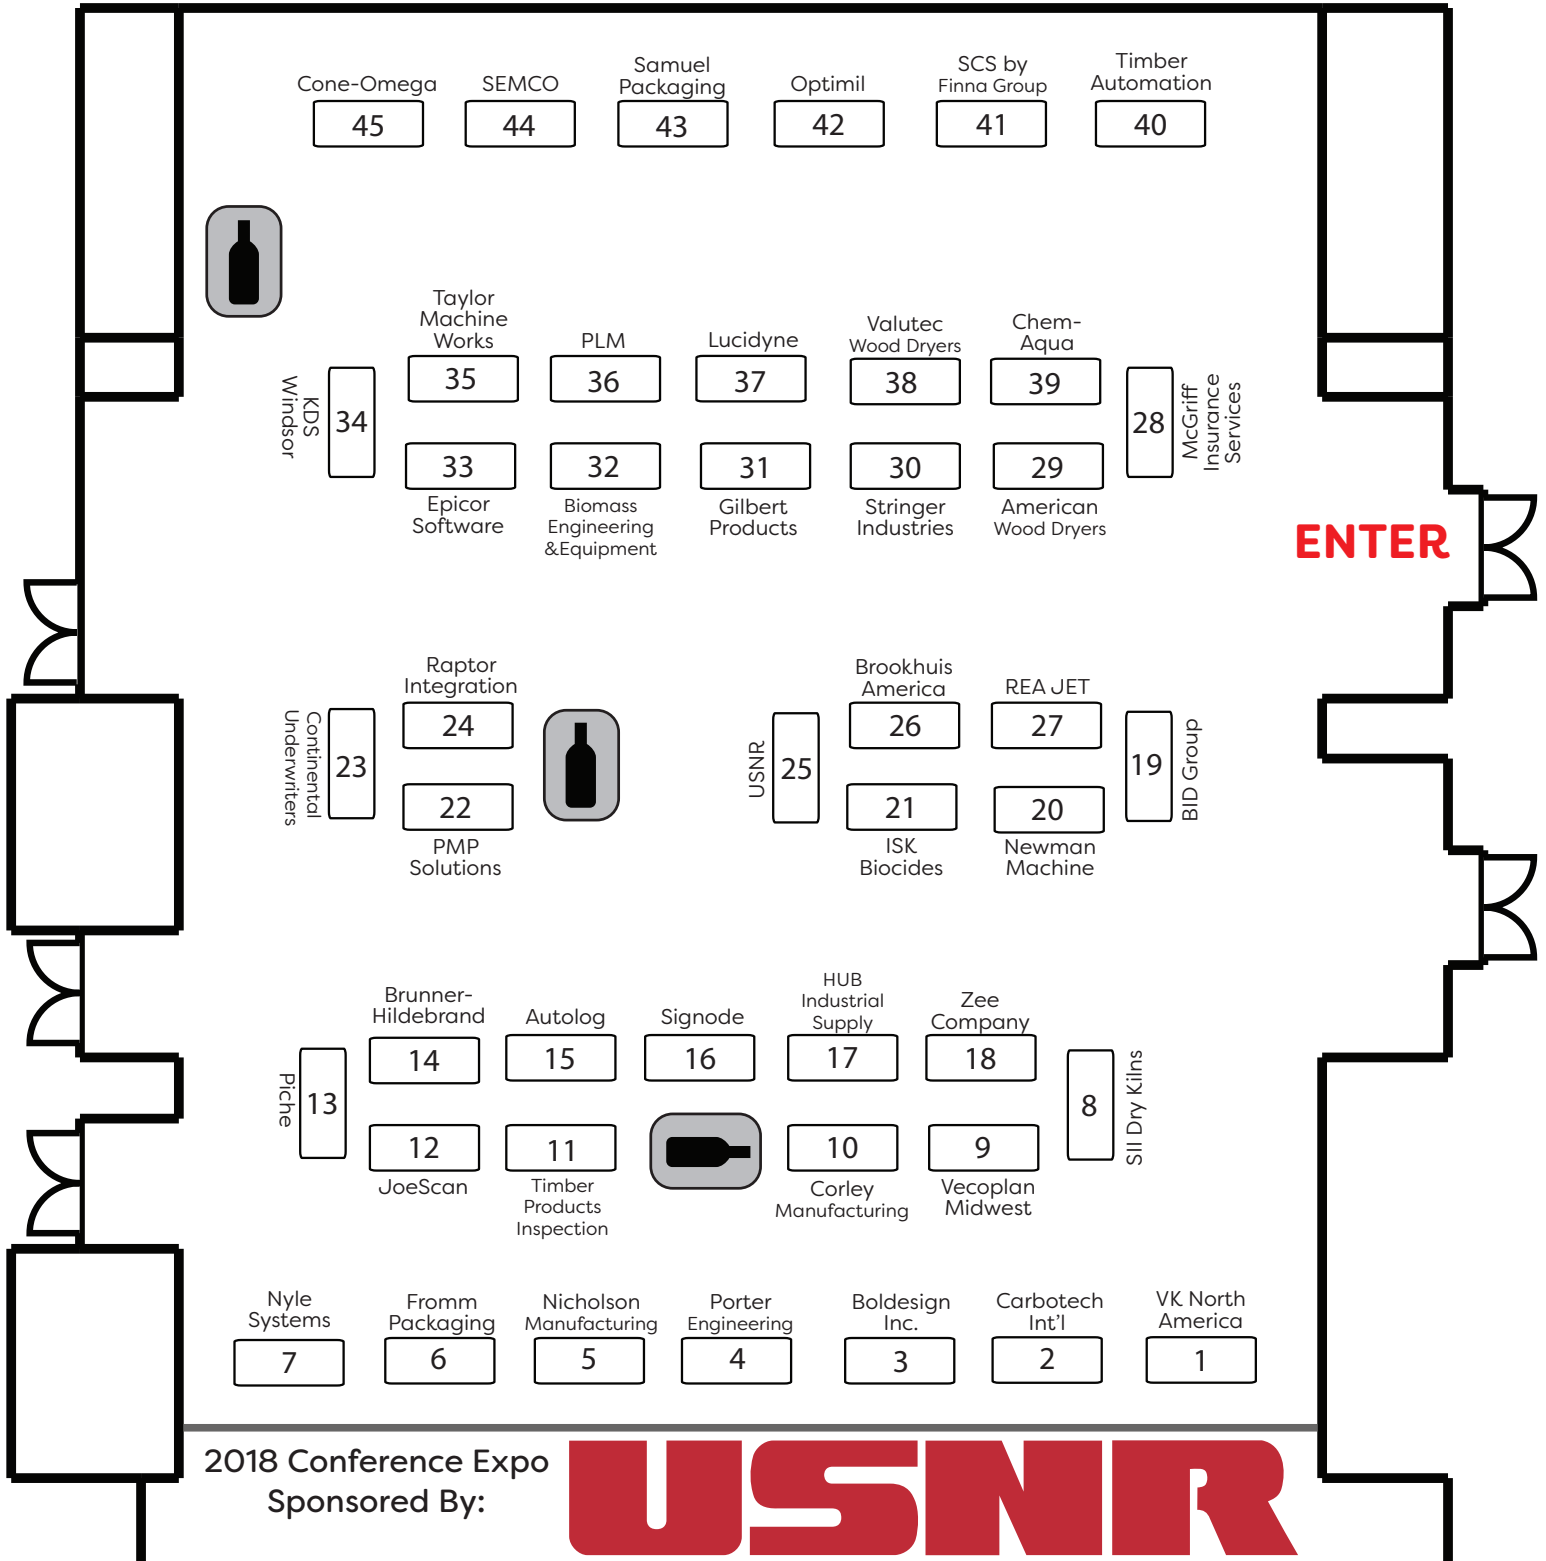 Cone-Omega
45
SEMCO
44
Samuel
Packaging
43
Optimil
42
SCS by
Finna Group
41
Timber
Automation
40
KDS
Windsor
34
Taylor
Machine
Works
35
PLM
36
Lucidyne
37
Valutec
Wood Dryers
38
Chem-
Aqua
39
28
McGriff
Insurance
Services
33
Epicor
Software
32
Biomass
Engineering
&Equipment
31
Gilbert
Products
30
Stringer
Industries
29
American
Wood Dryers
ENTER
Continental
Underwriters
23
Raptor
Integration
24
22
PMP
Solutions
USNR
25
Brookhuis
America
26
REA JET
27
21
ISK
Biocides
20
Newman
Machine
19
BID Group
Piche
13
Brunner-
Hildebrand
14
Autolog
15
Signode
16
HUB
Industrial
Supply
17
Zee
Company
18
8
SII Dry Kilns
12
JoeScan
11
Timber
Products
Inspection
10
Corley
Manufacturing
9
Vecoplan
Midwest
Nyle
Systems
7
Fromm
Packaging
6
Nicholson
Manufacturing
5
Porter
Engineering
4
Boldesign
Inc.
3
Carbotech
Int'l
2
VK North
America
1
2018 Conference Expo
Sponsored By:
USNR